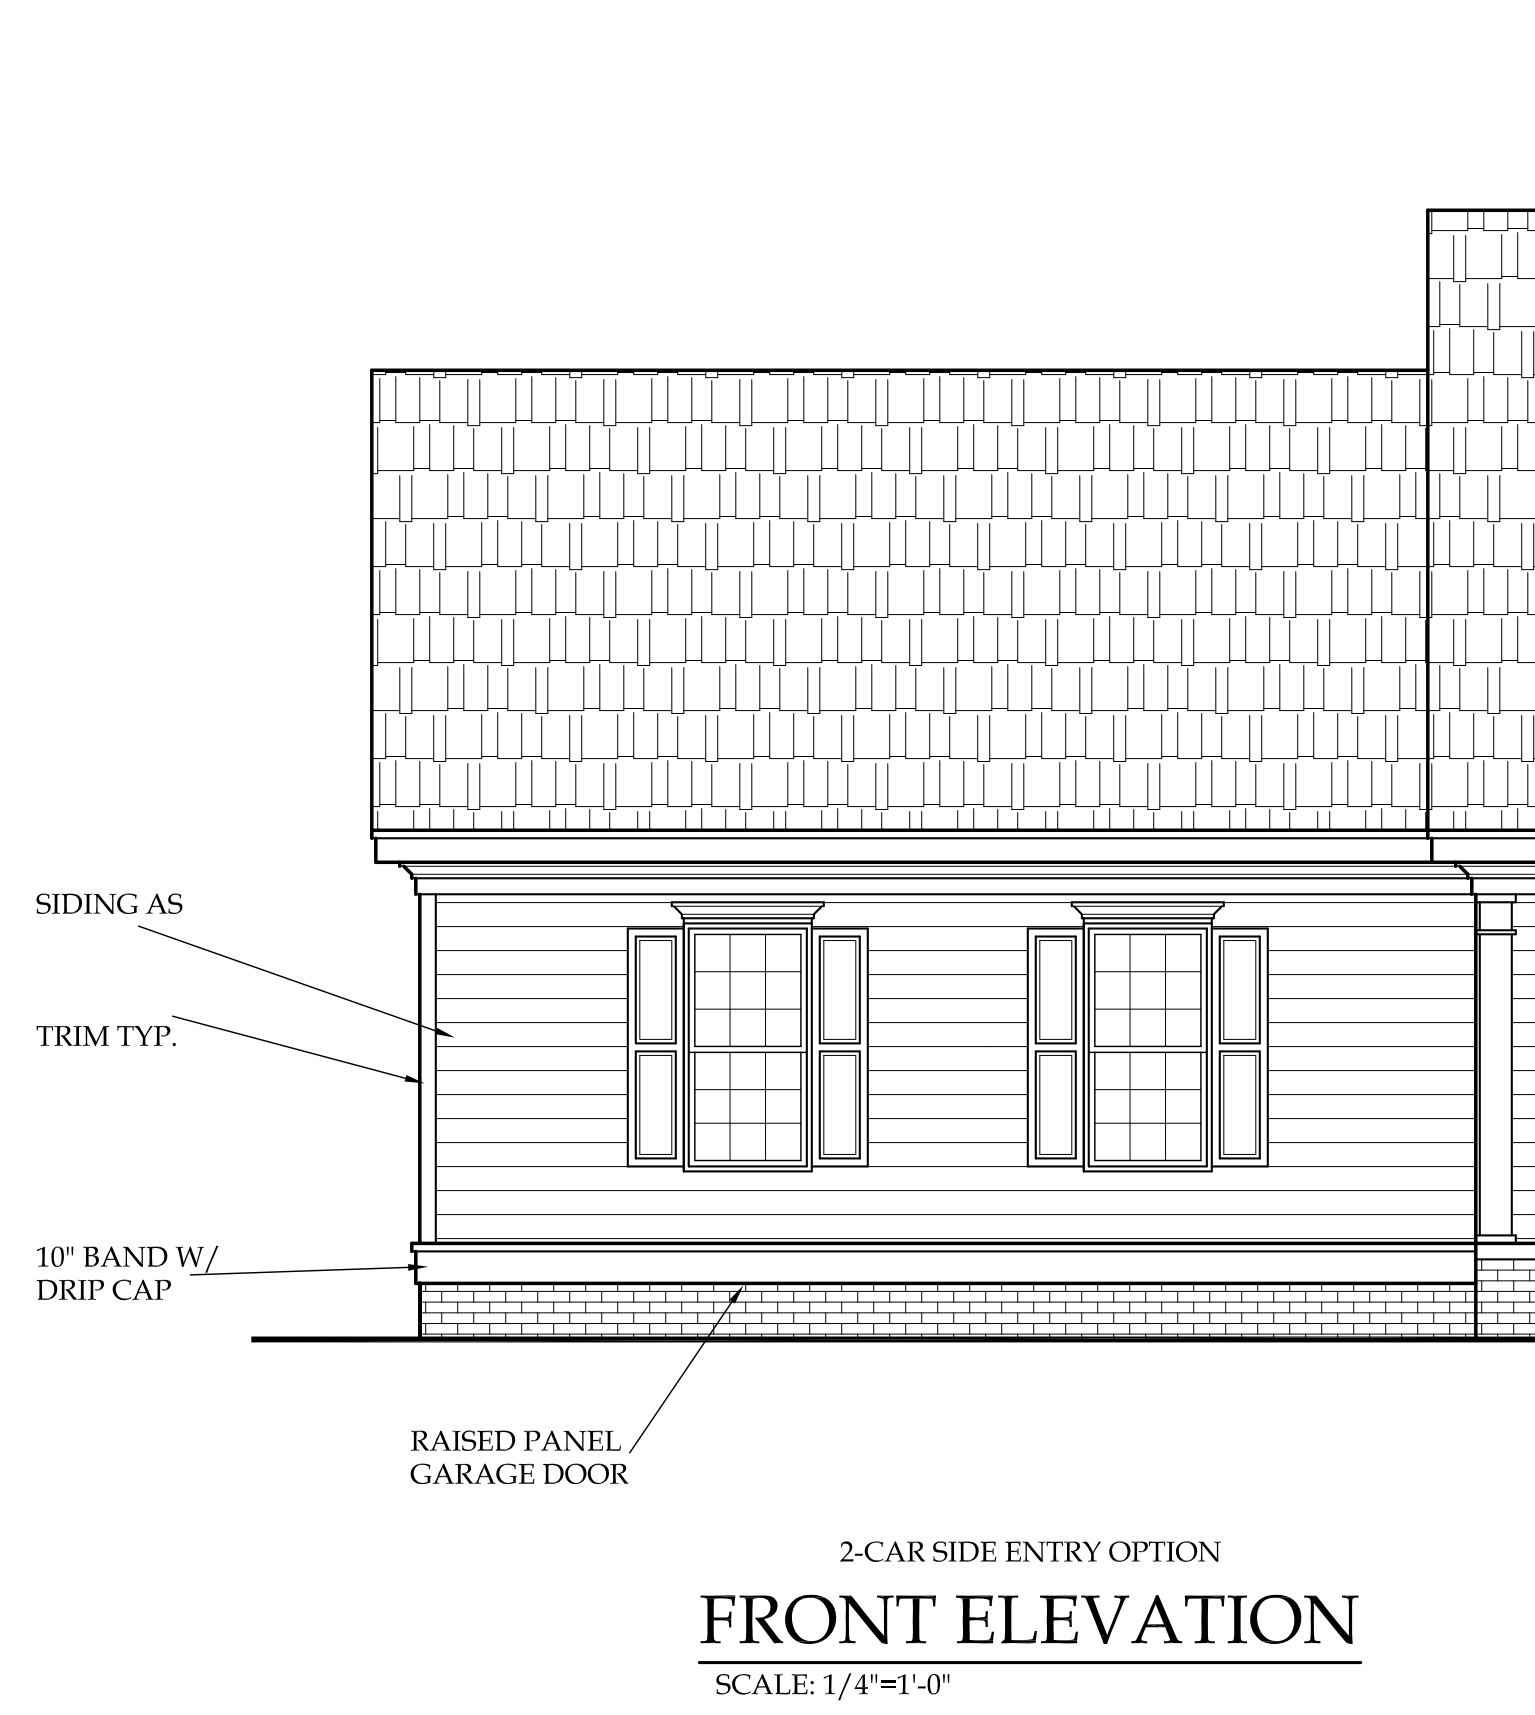 SIDING AS
TRIM TYP.
10" BAND W/
DRIP CAP
RAISED PANEL
GARAGE DOOR
2-CAR SIDE ENTRY OPTION
FRONT ELEVATION
SCALE: 1/4"=1'-0"